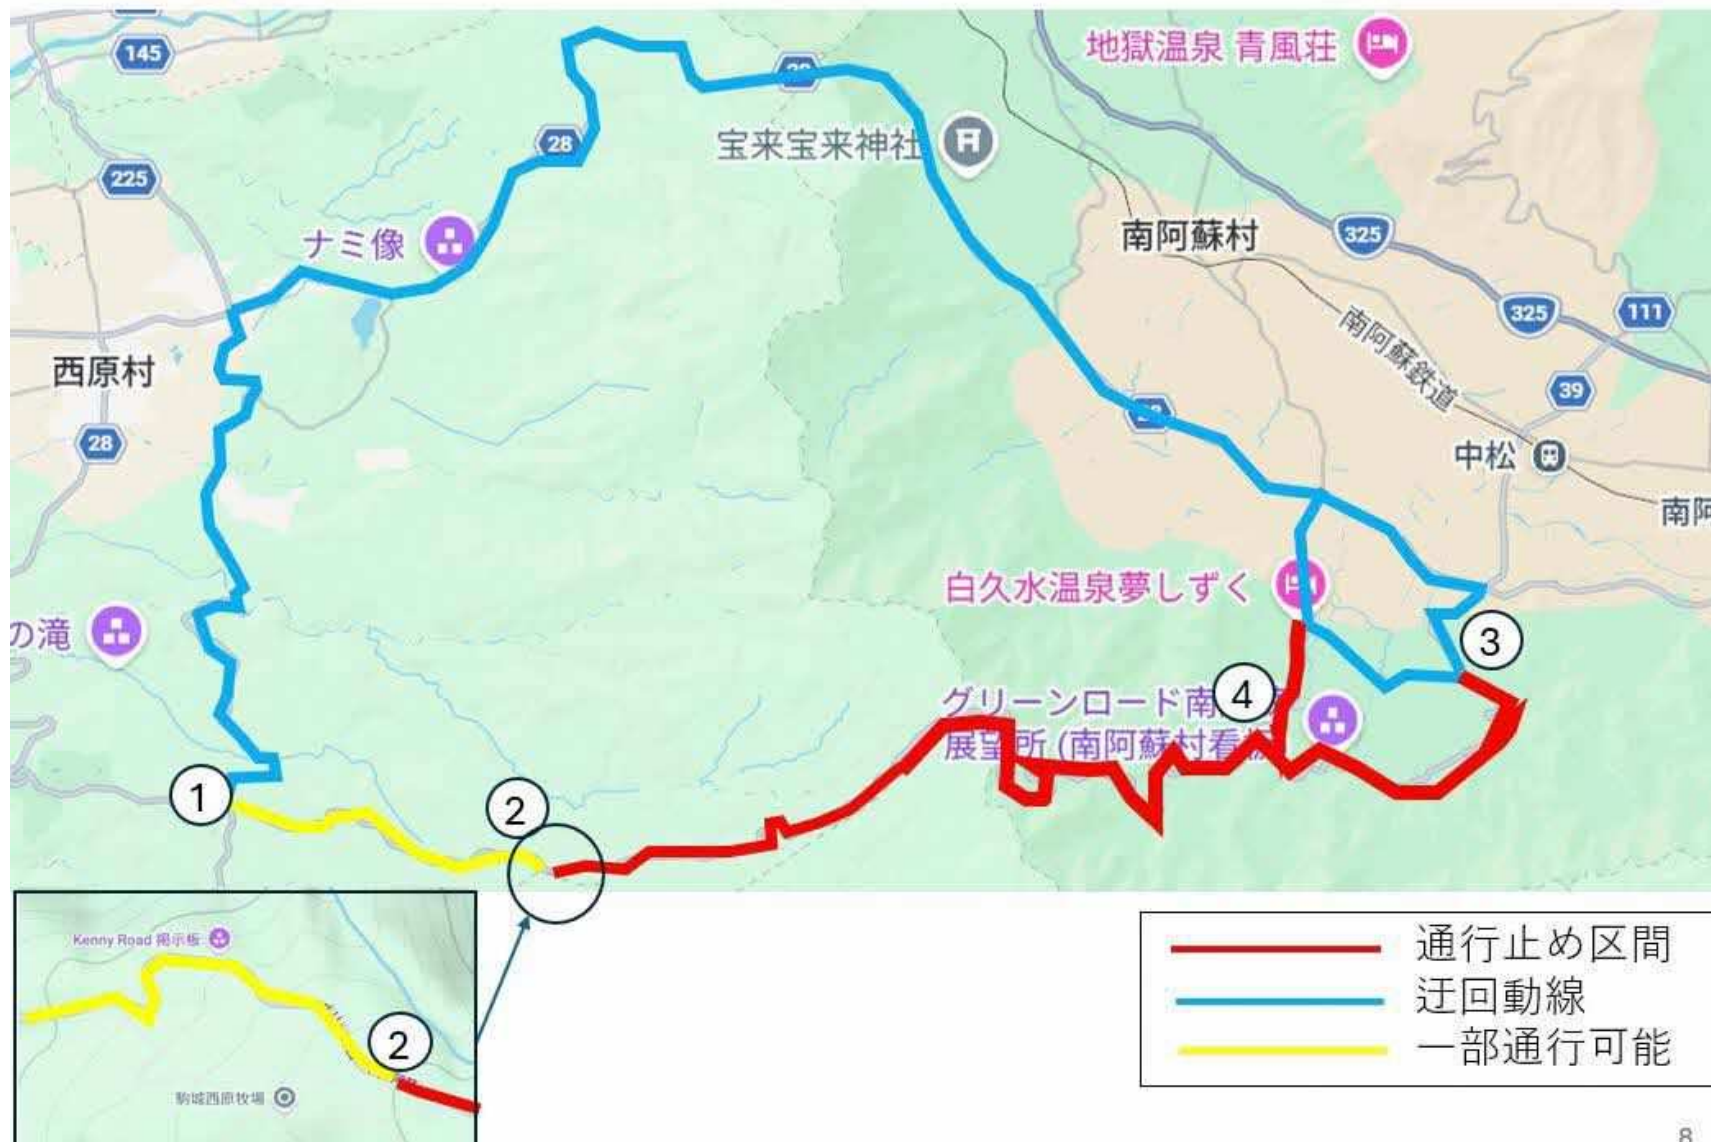 145
28
地獄温泉 青風荘
28
宝来宝来神社
225
ナミ像
南阿蘇村
325
325
111
南阿蘇鉄道
西原村
39
28
28
中松
白久水温泉夢しずく
の滝
3
4
グリーンロード南
展望所 (南阿蘇村看
1
2
Kenny Road 掲示板
2
駒城西原牧場
通行止め区間
迂回動線
一部通行可能
8